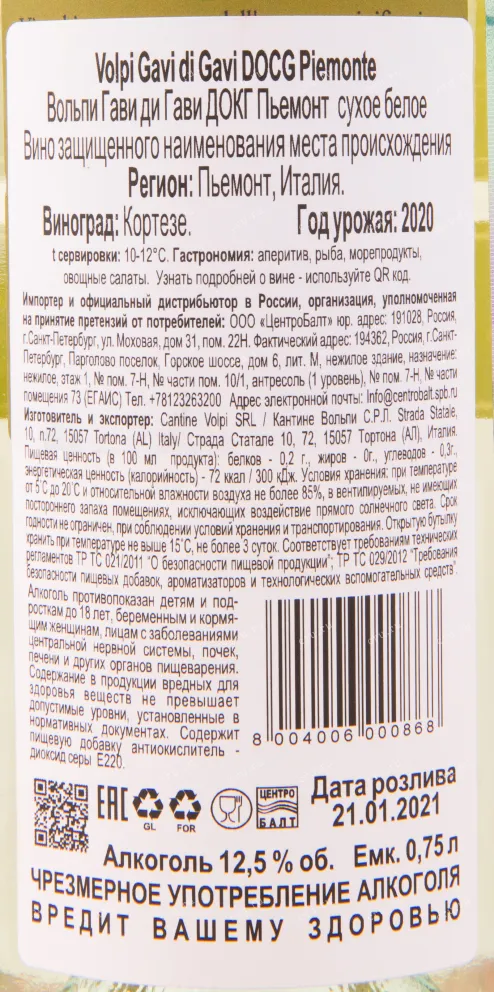 Volpi Gavi di Gavi DOCG Piemonte
Вольпи Гави ди Гави ДОКГ Пьемонт сухое белое
Вино защищенного наименования места происхождения
Регион: Пьемонт, Италия.
Виноград: Кортезе. Год урожая: 2020
t сервировки: 10-12°С. Гастрономия: аперитив, рыба, морепродукты,
овощные салаты. Узнать подробней о вине - используйте QR код.
Импортер и официальный дистрибьютор в России, организация, уполномоченная
на принятие претензий от потребителей: ООО «ЦентроБалт» юр. адрес: 191028, Россия,
г.Санкт-Петербург, ул. Моховая, дом 31, пом. 22Н. Фактический адрес: 194362, Россия, г.Санкт-
Петербург, Парголово поселок, Горское шоссе, дом 6, лит. М, нежилое здание, назначение:
нежилое, этаж 1, № пом. 7-Н, № части пом. 10/1, антресоль (1 уровень), № пом. 7-Н, № части
помещения 73 (ЕГАИС) Тел. +78123263200 Адрес электронной почты: Info@centrobalt.spb.ru
Изготовитель и экспортер: Cantine Volpi SRL / Кантине Вольпи С.Р.Л. Strada Statale,
10, n.72, 15057 Tortona (AL) Italy/ Страда Статале 10, 72, 15057 Тортона (АЛ), Италия.
Пищевая ценность (в 100 мл продукта): белков - 0,2 г., жиров - 0г., углеводов - 0,3г.,
энергетическая ценность (калорийность) - 72 ккал / 300 кДж. Условия хранения: при температуре
от 5°С до 20°С и относительной влажности воздуха не более 85%, в вентилируемых, не имеющих
постороннего запаха помещениях, исключающих воздействие прямого солнечного света. Срок
годности не ограничен, при соблюдении условий хранения и транспортирования. Открытую бутылку
хранить при температуре не выше 15°С, не более 3 суток. Соответствует требованиям технических
регламентов ТР ТС 021/2011 "О безопасности пищевой продукции"; ТР ТС 029/2012 "Требования
безопасности пищевых добавок, ароматизаторов и технологических вспомогательных средств".
Алкоголь противопоказан детям и под-
росткам до 18 лет, беременным и кормя-
щим женщинам, лицам с заболеваниями
центральной нервной системы, почек,
печени и других органов пищеварения.
Содержание в продукции вредных для
здоровья веществ не превышает
допустимые уровни, установленные в
нормативных документах. Содержит
пищевую добавку антиокислитель -
диоксид серы Е220.
8 004006 000868
EAC GL FOR ЦЕНТРО БАЛТ
Дата розлива
21.01.2021
Алкоголь 12,5 % об. Емк. 0,75 л
ЧРЕЗМЕРНОЕ УПОТРЕБЛЕНИЕ АЛКОГОЛЯ
ВРЕДИТ ВАШЕМУ ЗДОРОВЬЮ